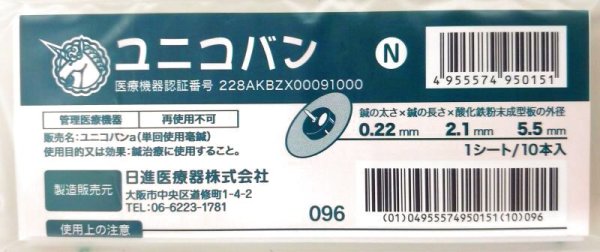 ユニコバン N
医療機器認証番号 228AKBZX00091000
4 955574 950151
管理医療機器 再使用不可
販売名:ユニコバンa(単回使用毫鍼)
使用目的又は効果:鍼治療に使用すること。
鍼の太さ×鍼の長さ×酸化鉄粉末成型板の外径
0.22 mm 2.1 mm 5.5 mm
1シート/10本入
製造販売元
日進医療器株式会社
大阪市中央区道修町1-4-2
TEL:06-6223-1781
096
(01)04955574950151(10)096
使用上の注意